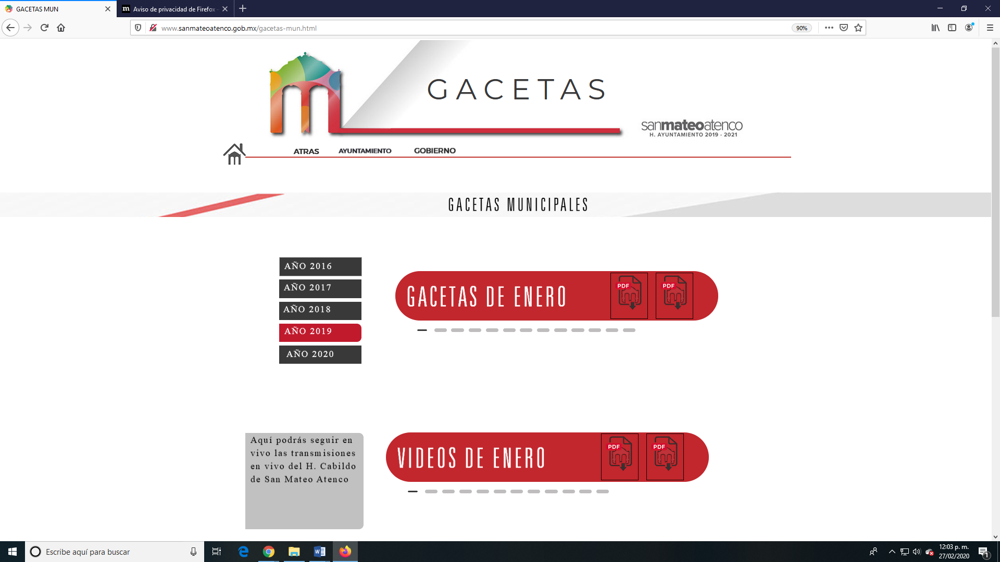 GACETAS MUN
m Aviso de privacidad de Firefox
www.sanmateoatenco.gob.mx/gacetas-mun.html
90%
GACETAS
sanmateoatenco
H. AYUNTAMIENTO 2019 · 2021
ATRAS AYUNTAMIENTO GOBIERNO
GACETAS MUNICIPALES
AÑO 2016
AÑO 2017
AÑO 2018
AÑO 2019
AÑO 2020
GACETAS DE ENERO
PDF PDF
Aquí podrás seguir en
vivo las transmisiones
en vivo del H. Cabildo
de San Mateo Atenco
VIDEOS DE ENERO
PDF PDF
Escribe aquí para buscar
12:03 p. m.
27/02/2020
1